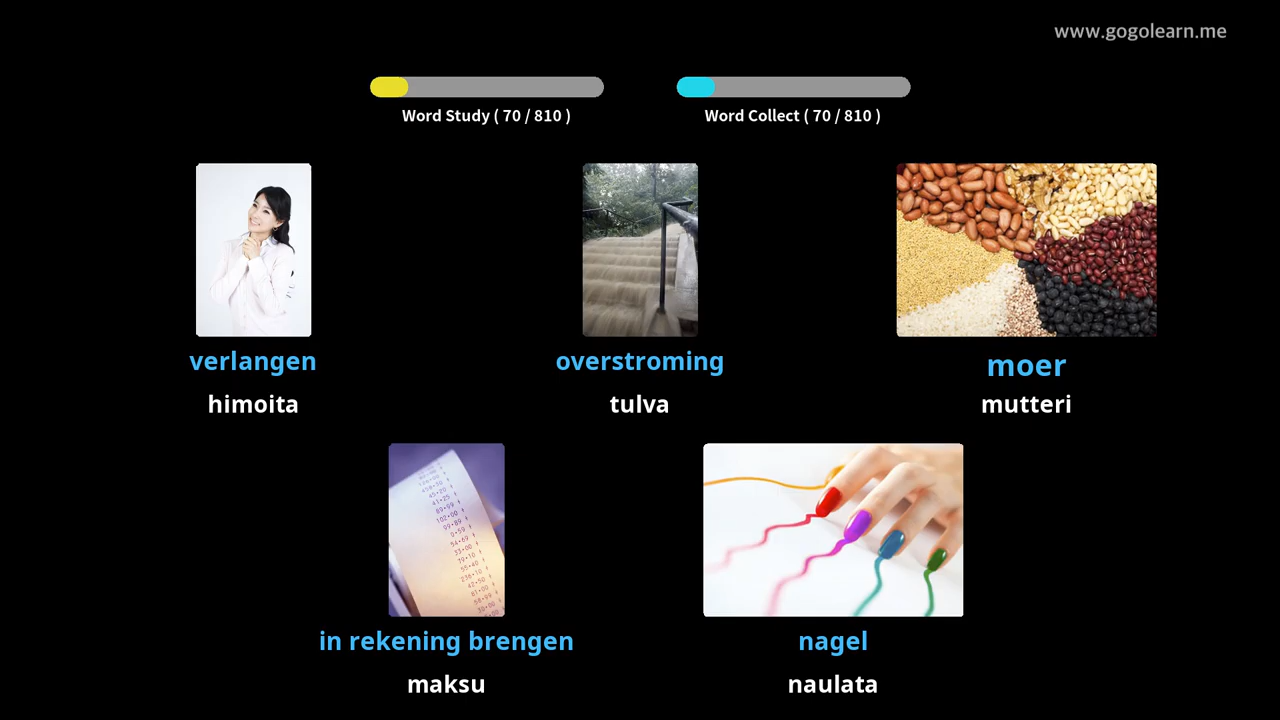 www.gogolearn.me
Word Study ( 70 / 810 )
Word Collect ( 70 / 810 )
verlangen
himoita
overstroming
tulva
moer
mutteri
in rekening brengen
maksu
nagel
naulata